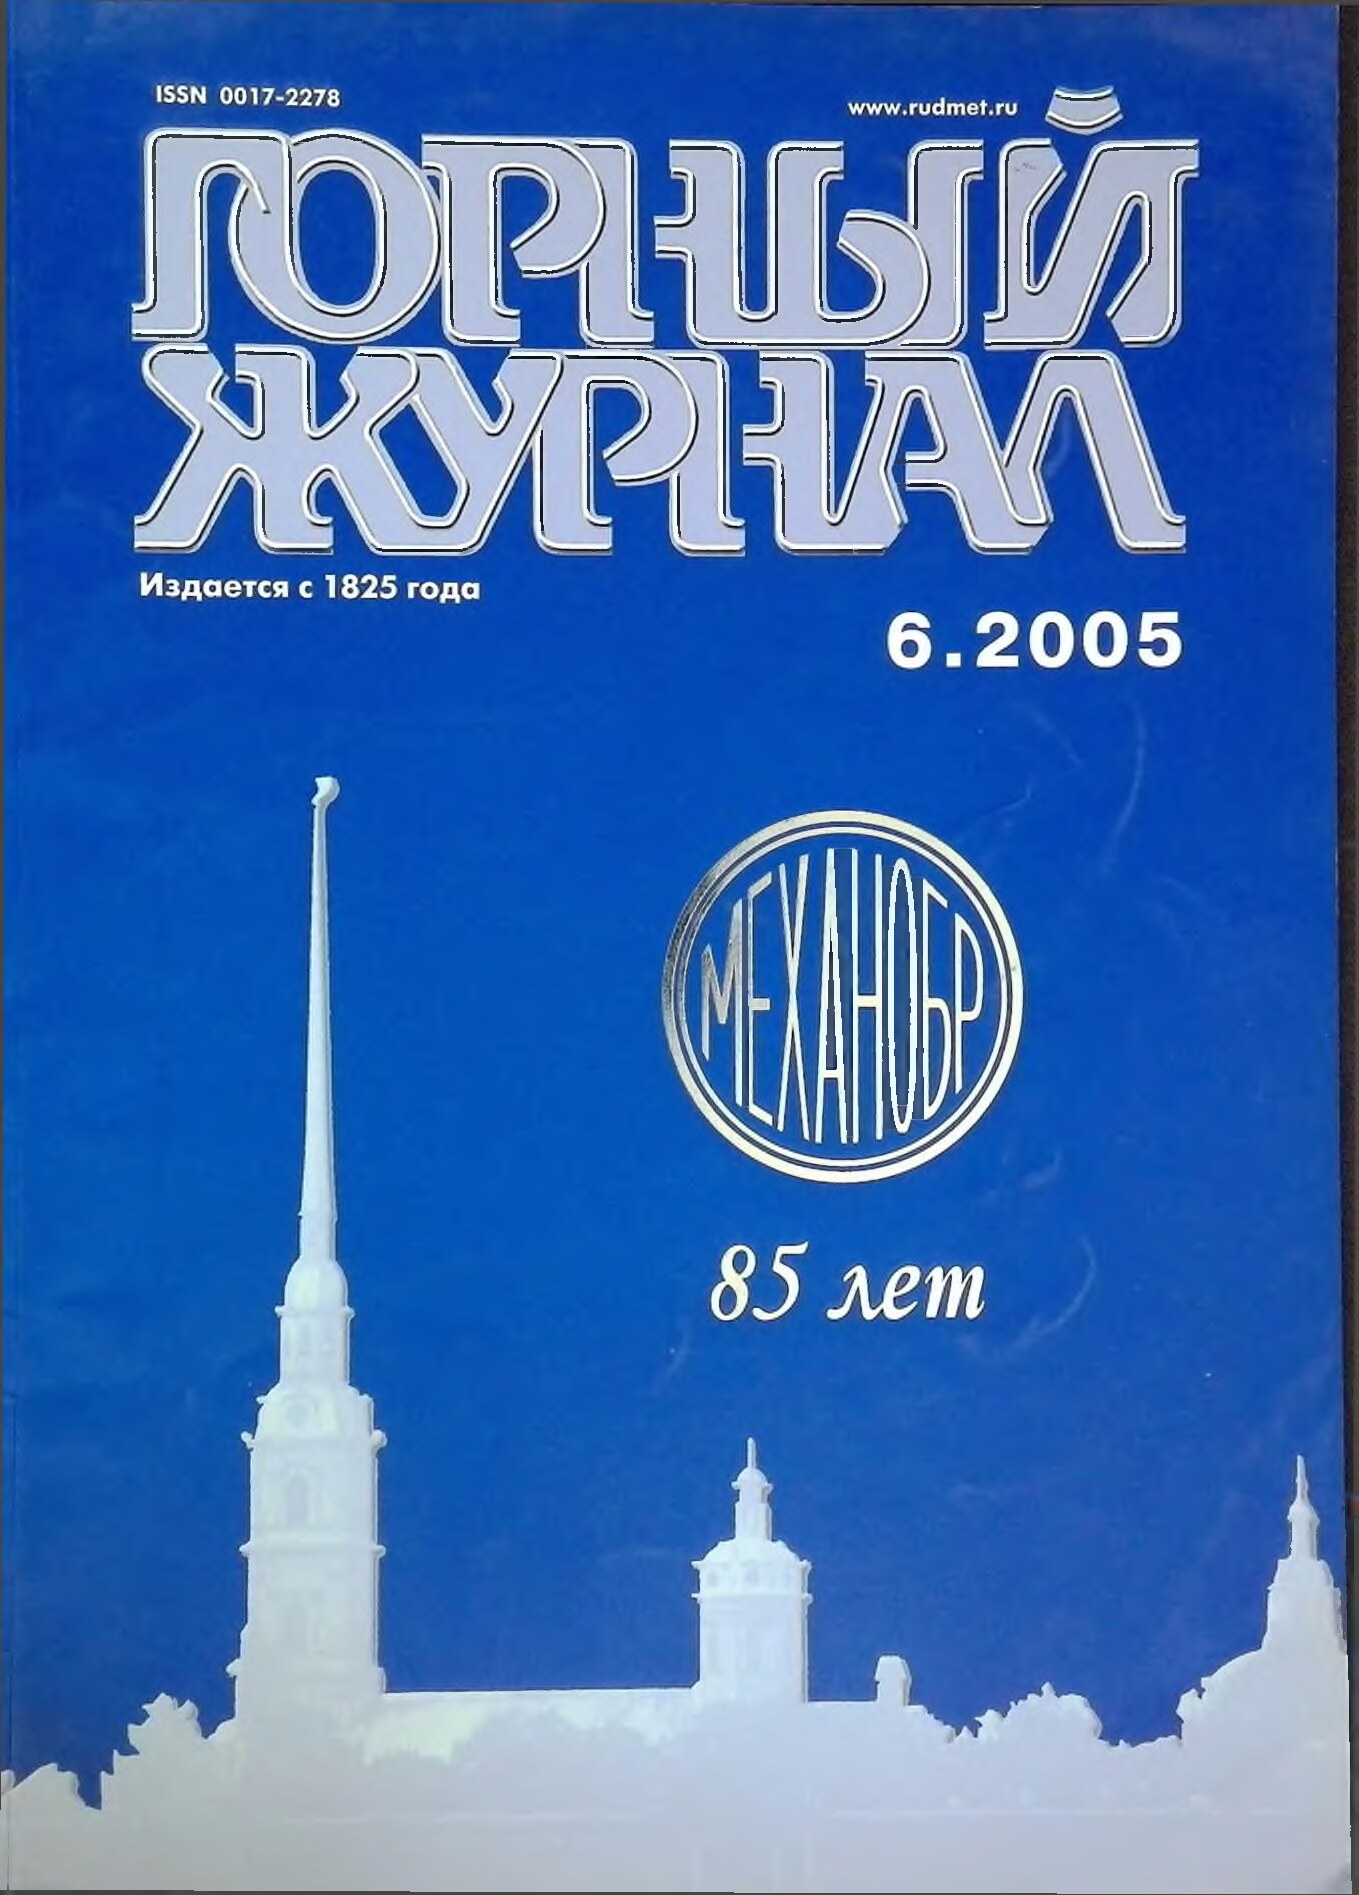 ISSN 0017-2278
www.rudmet.ru
ГОРНЫЙ
ЖУРНАЛ
Издается с 1825 года
6.2005
МЕХАНОБР
85 лет